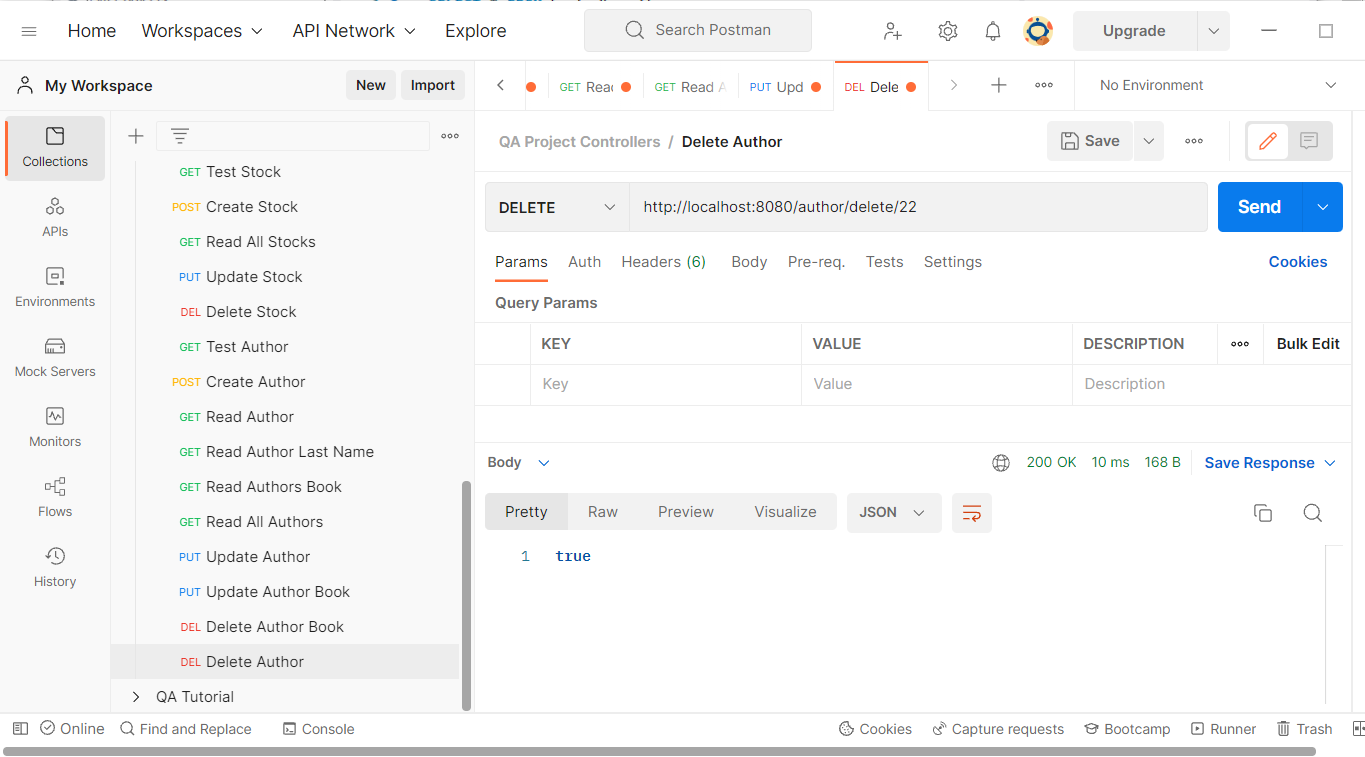 Home Workspaces API Network Explore Search Postman Upgrade
My Workspace New Import GET Read GET Read A PUT Upd DEL Dele No Environment
Collections
APIs
Environments
Mock Servers
Monitors
Flows
History
GET Test Stock
POST Create Stock
GET Read All Stocks
PUT Update Stock
DEL Delete Stock
GET Test Author
POST Create Author
GET Read Author
GET Read Author Last Name
GET Read Authors Book
GET Read All Authors
PUT Update Author
PUT Update Author Book
DEL Delete Author Book
DEL Delete Author
QA Tutorial
QA Project Controllers / Delete Author Save
DELETE http://localhost:8080/author/delete/22 Send
Params Auth Headers (6) Body Pre-req. Tests Settings Cookies
Query Params
KEY VALUE DESCRIPTION Bulk Edit
Key Value Description
Body 200 OK 10 ms 168 B Save Response
Pretty Raw Preview Visualize JSON
1 true
Online Find and Replace Console Cookies Capture requests Bootcamp Runner Trash